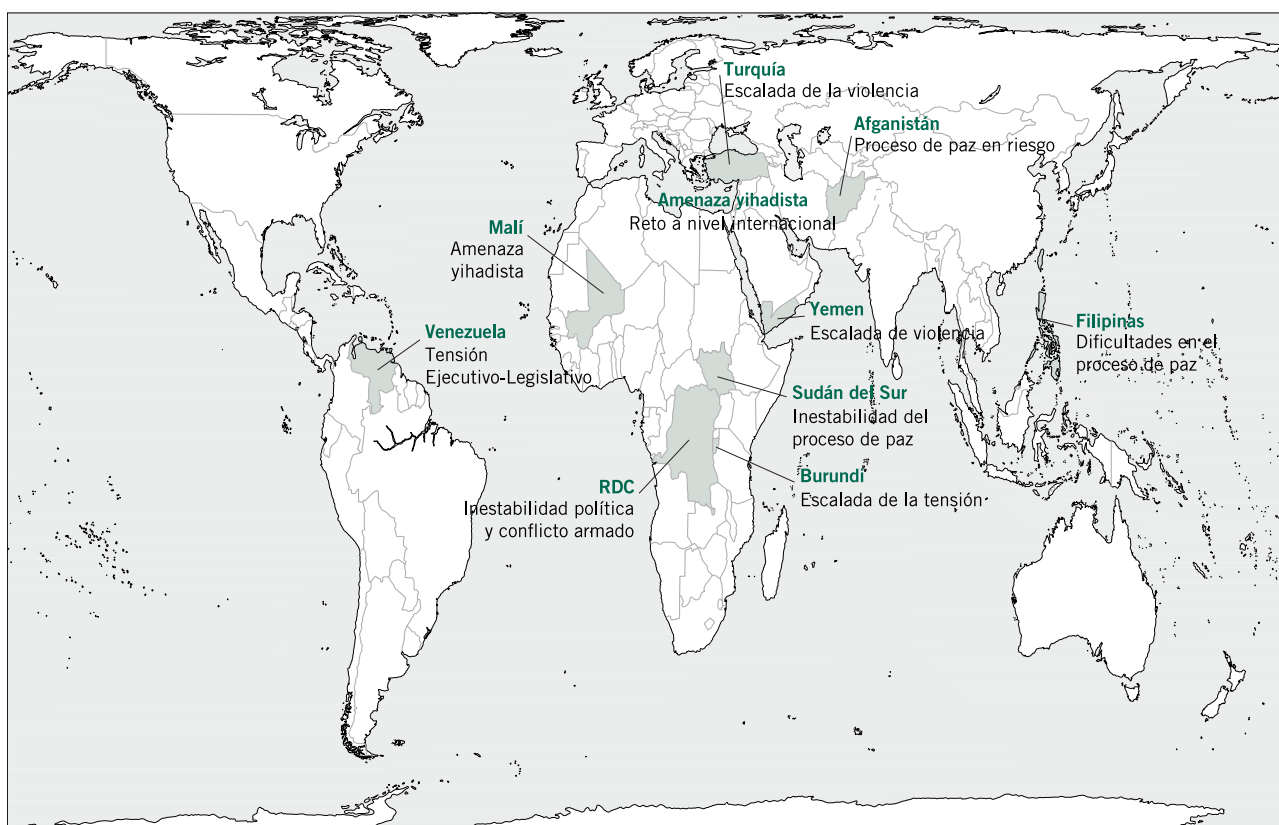 Turquía
Escalada de la violencia
Afganistán
Proceso de paz en riesgo
Amenaza yihadista
Reto a nivel internacional
Malí
Amenaza
yihadista
Yemen
Escalada de violencia
Filipinas
Dificultades en el
proceso de paz
Venezuela
Tensión
Ejecutivo-Legislativo
Sudán del Sur
Inestabilidad del
proceso de paz
Burundi
Escalada de la tensión
RDC
Inestabilidad política
y conflicto armado